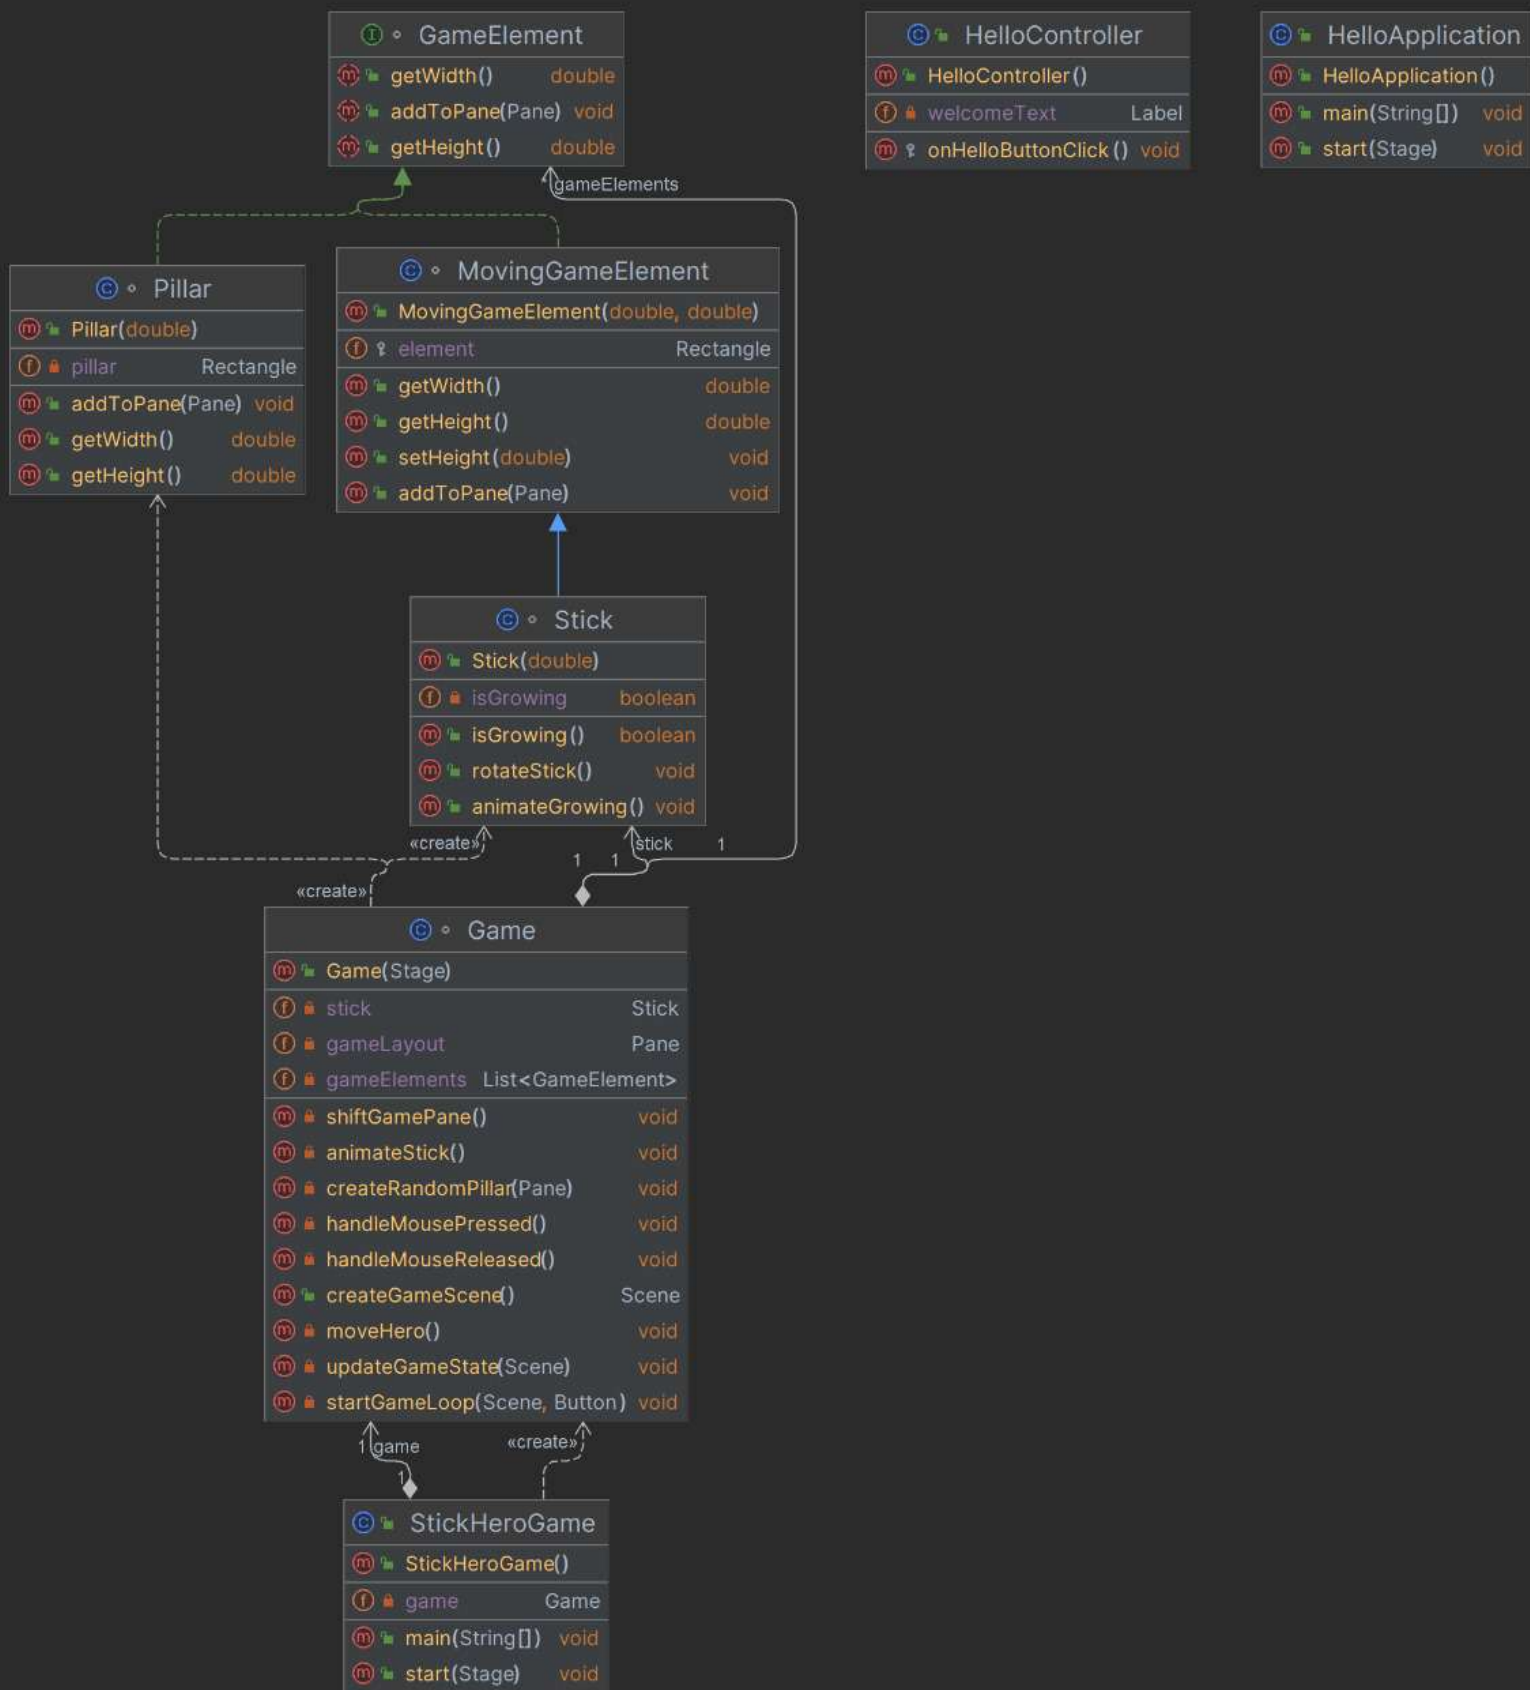 GameElement
getWidth() double
addToPane(Pane) void
getHeight() double
HelloController
HelloController()
welcomeText Label
onHelloButtonClick() void
HelloApplication
HelloApplication()
main(String[]) void
start(Stage) void
gameElements
Pillar
Pillar(double)
pillar Rectangle
addToPane(Pane) void
getWidth() double
getHeight() double
MovingGameElement
MovingGameElement(double, double)
element Rectangle
getWidth() double
getHeight() double
setHeight(double) void
addToPane(Pane) void
Stick
Stick(double)
isGrowing boolean
isGrowing() boolean
rotateStick() void
animateGrowing() void
«create»
stick
1 1 1
«create»
Game
Game(Stage)
stick Stick
gameLayout Pane
gameElements List<GameElement>
shiftGamePane() void
animateStick() void
createRandomPillar(Pane) void
handleMousePressed() void
handleMouseReleased() void
createGameScene() Scene
moveHero() void
updateGameState(Scene) void
startGameLoop(Scene, Button) void
1 game
«create»
1
StickHeroGame
StickHeroGame()
game Game
main(String[]) void
start(Stage) void